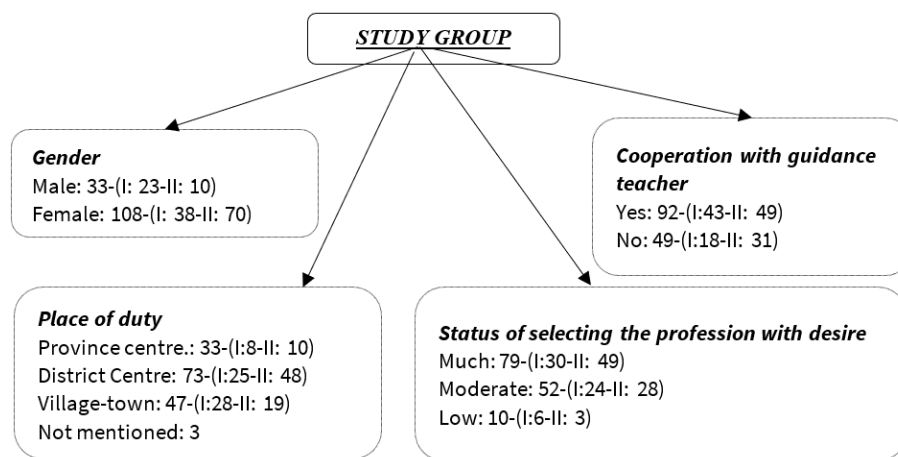 STUDY GROUP
Gender
Male: 33-(I: 23-II: 10)
Female: 108-(I: 38-II: 70)
Cooperation with guidance
teacher
Yes: 92-(I:43-II: 49)
No: 49-(I:18-II: 31)
Place of duty
Province centre.: 33-(I:8-II: 10)
District Centre: 73-(I:25-II: 48)
Village-town: 47-(I:28-II: 19)
Not mentioned: 3
Status of selecting the profession with desire
Much: 79-(I:30-II: 49)
Moderate: 52-(I:24-II: 28)
Low: 10-(I:6-II: 3)